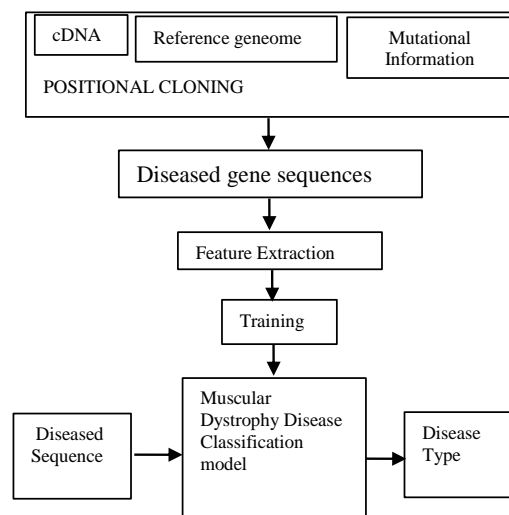 cDNA
Reference geneome
Mutational
Information
POSITIONAL CLONING
Diseased gene sequences
Feature Extraction
Training
Muscular
Dystrophy Disease
Classification
model
Diseased
Sequence
Disease
Type